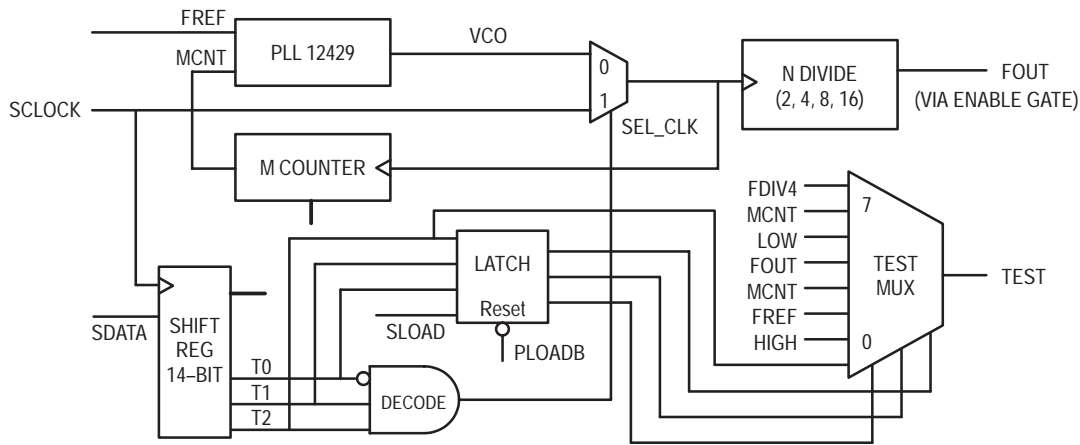 FREF
MCNT
PLL 12429
VCO
0
1
SCLOCK
SEL_CLK
N DIVIDE
(2, 4, 8, 16)
FOUT
(VIA ENABLE GATE)
M COUNTER
FDIV4
MCNT
LOW
FOUT
MCNT
FREF
HIGH
7
0
TEST
MUX
TEST
LATCH
Reset
SLOAD
PLOADB
SDATA
SHIFT
REG
14–BIT
T0
T1
T2
DECODE